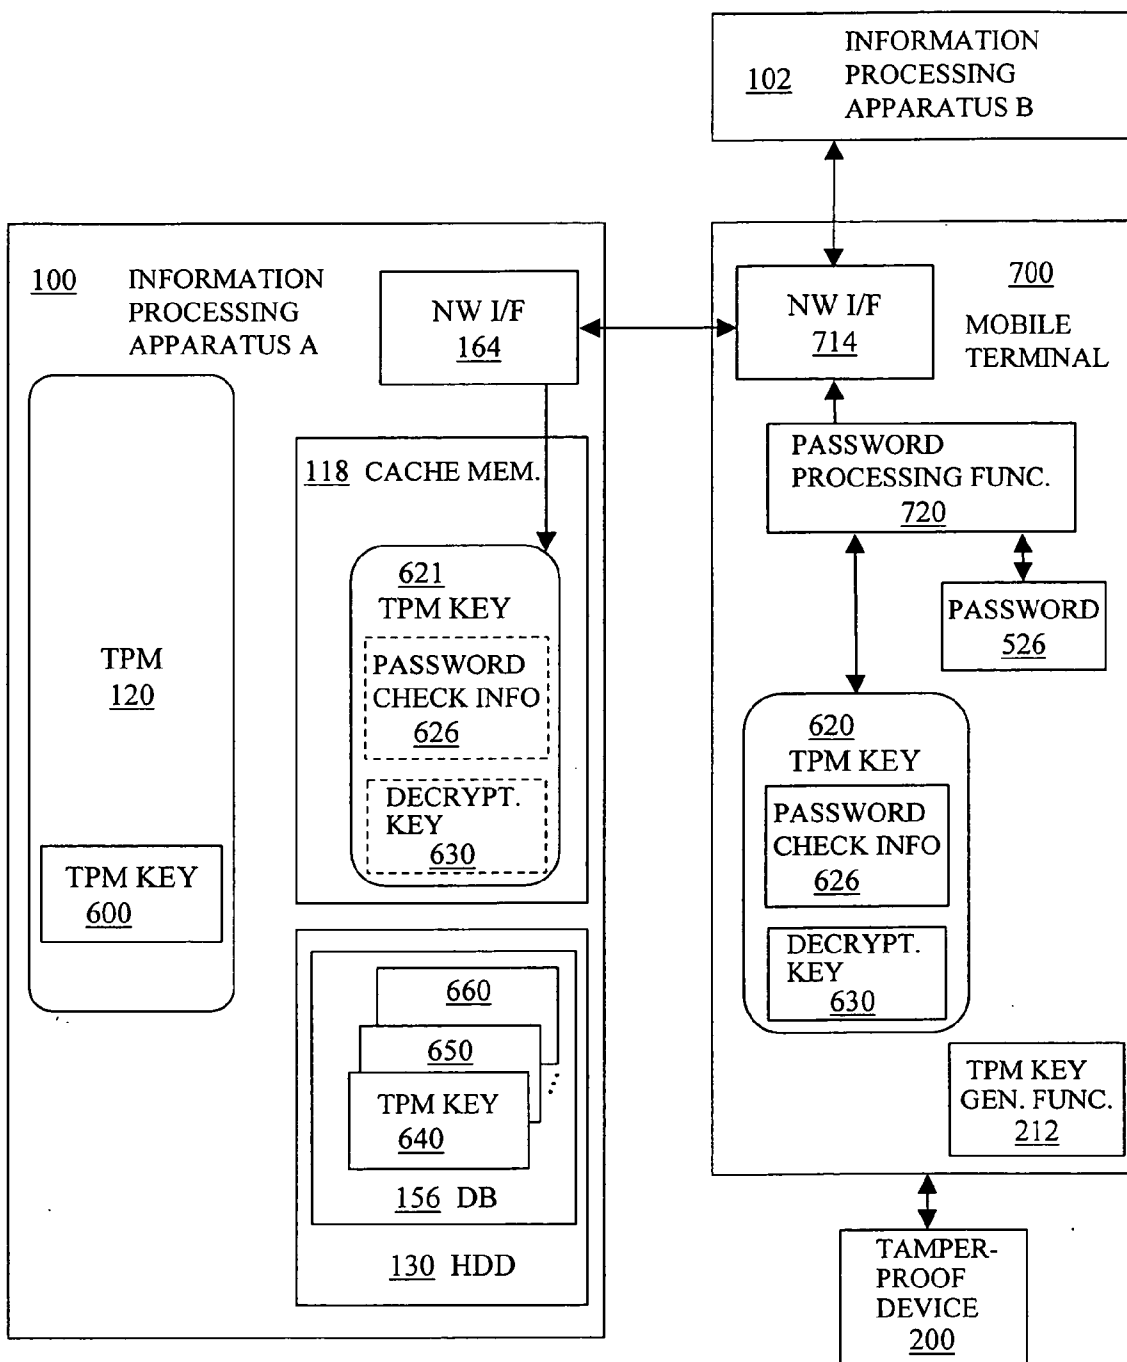 102
INFORMATION
PROCESSING
APPARATUS B
100
INFORMATION
PROCESSING
APPARATUS A
NW I/F
164
NW I/F
714
700
MOBILE
TERMINAL
PASSWORD
PROCESSING FUNC.
720
118 CACHE MEM.
621
TPM KEY
PASSWORD
CHECK INFO
626
DECRYPT.
KEY
630
PASSWORD
526
TPM
120
TPM KEY
600
620
TPM KEY
PASSWORD
CHECK INFO
626
DECRYPT.
KEY
630
660
650
TPM KEY
640
156 DB
130 HDD
TPM KEY
GEN. FUNC.
212
TAMPER-
PROOF
DEVICE
200